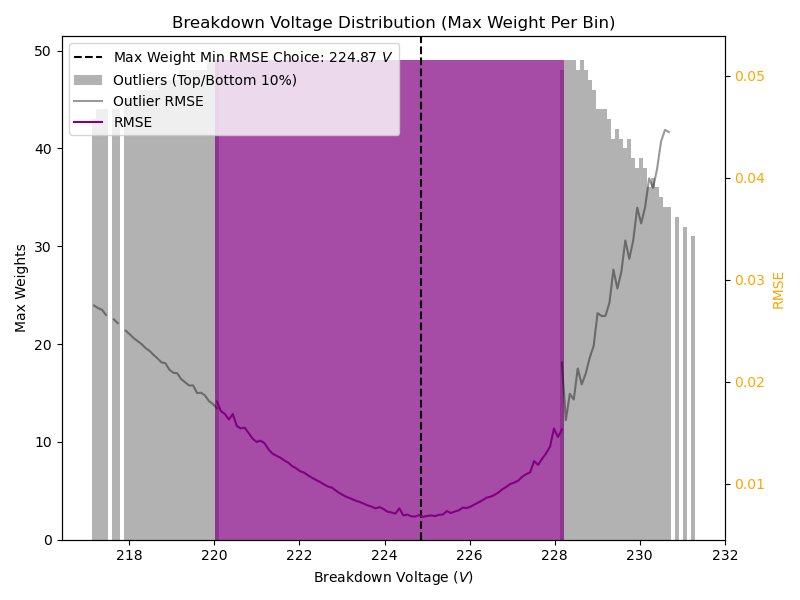 Breakdown Voltage Distribution (Max Weight Per Bin)
Max Weight Min RMSE Choice: 224.87 V
Outliers (Top/Bottom 10%)
Outlier RMSE
RMSE
50
40
30
20
10
0
Max Weights
0.05
0.04
0.03
0.02
0.01
RMSE
218 220 222 224 226 228 230 232
Breakdown Voltage (V)